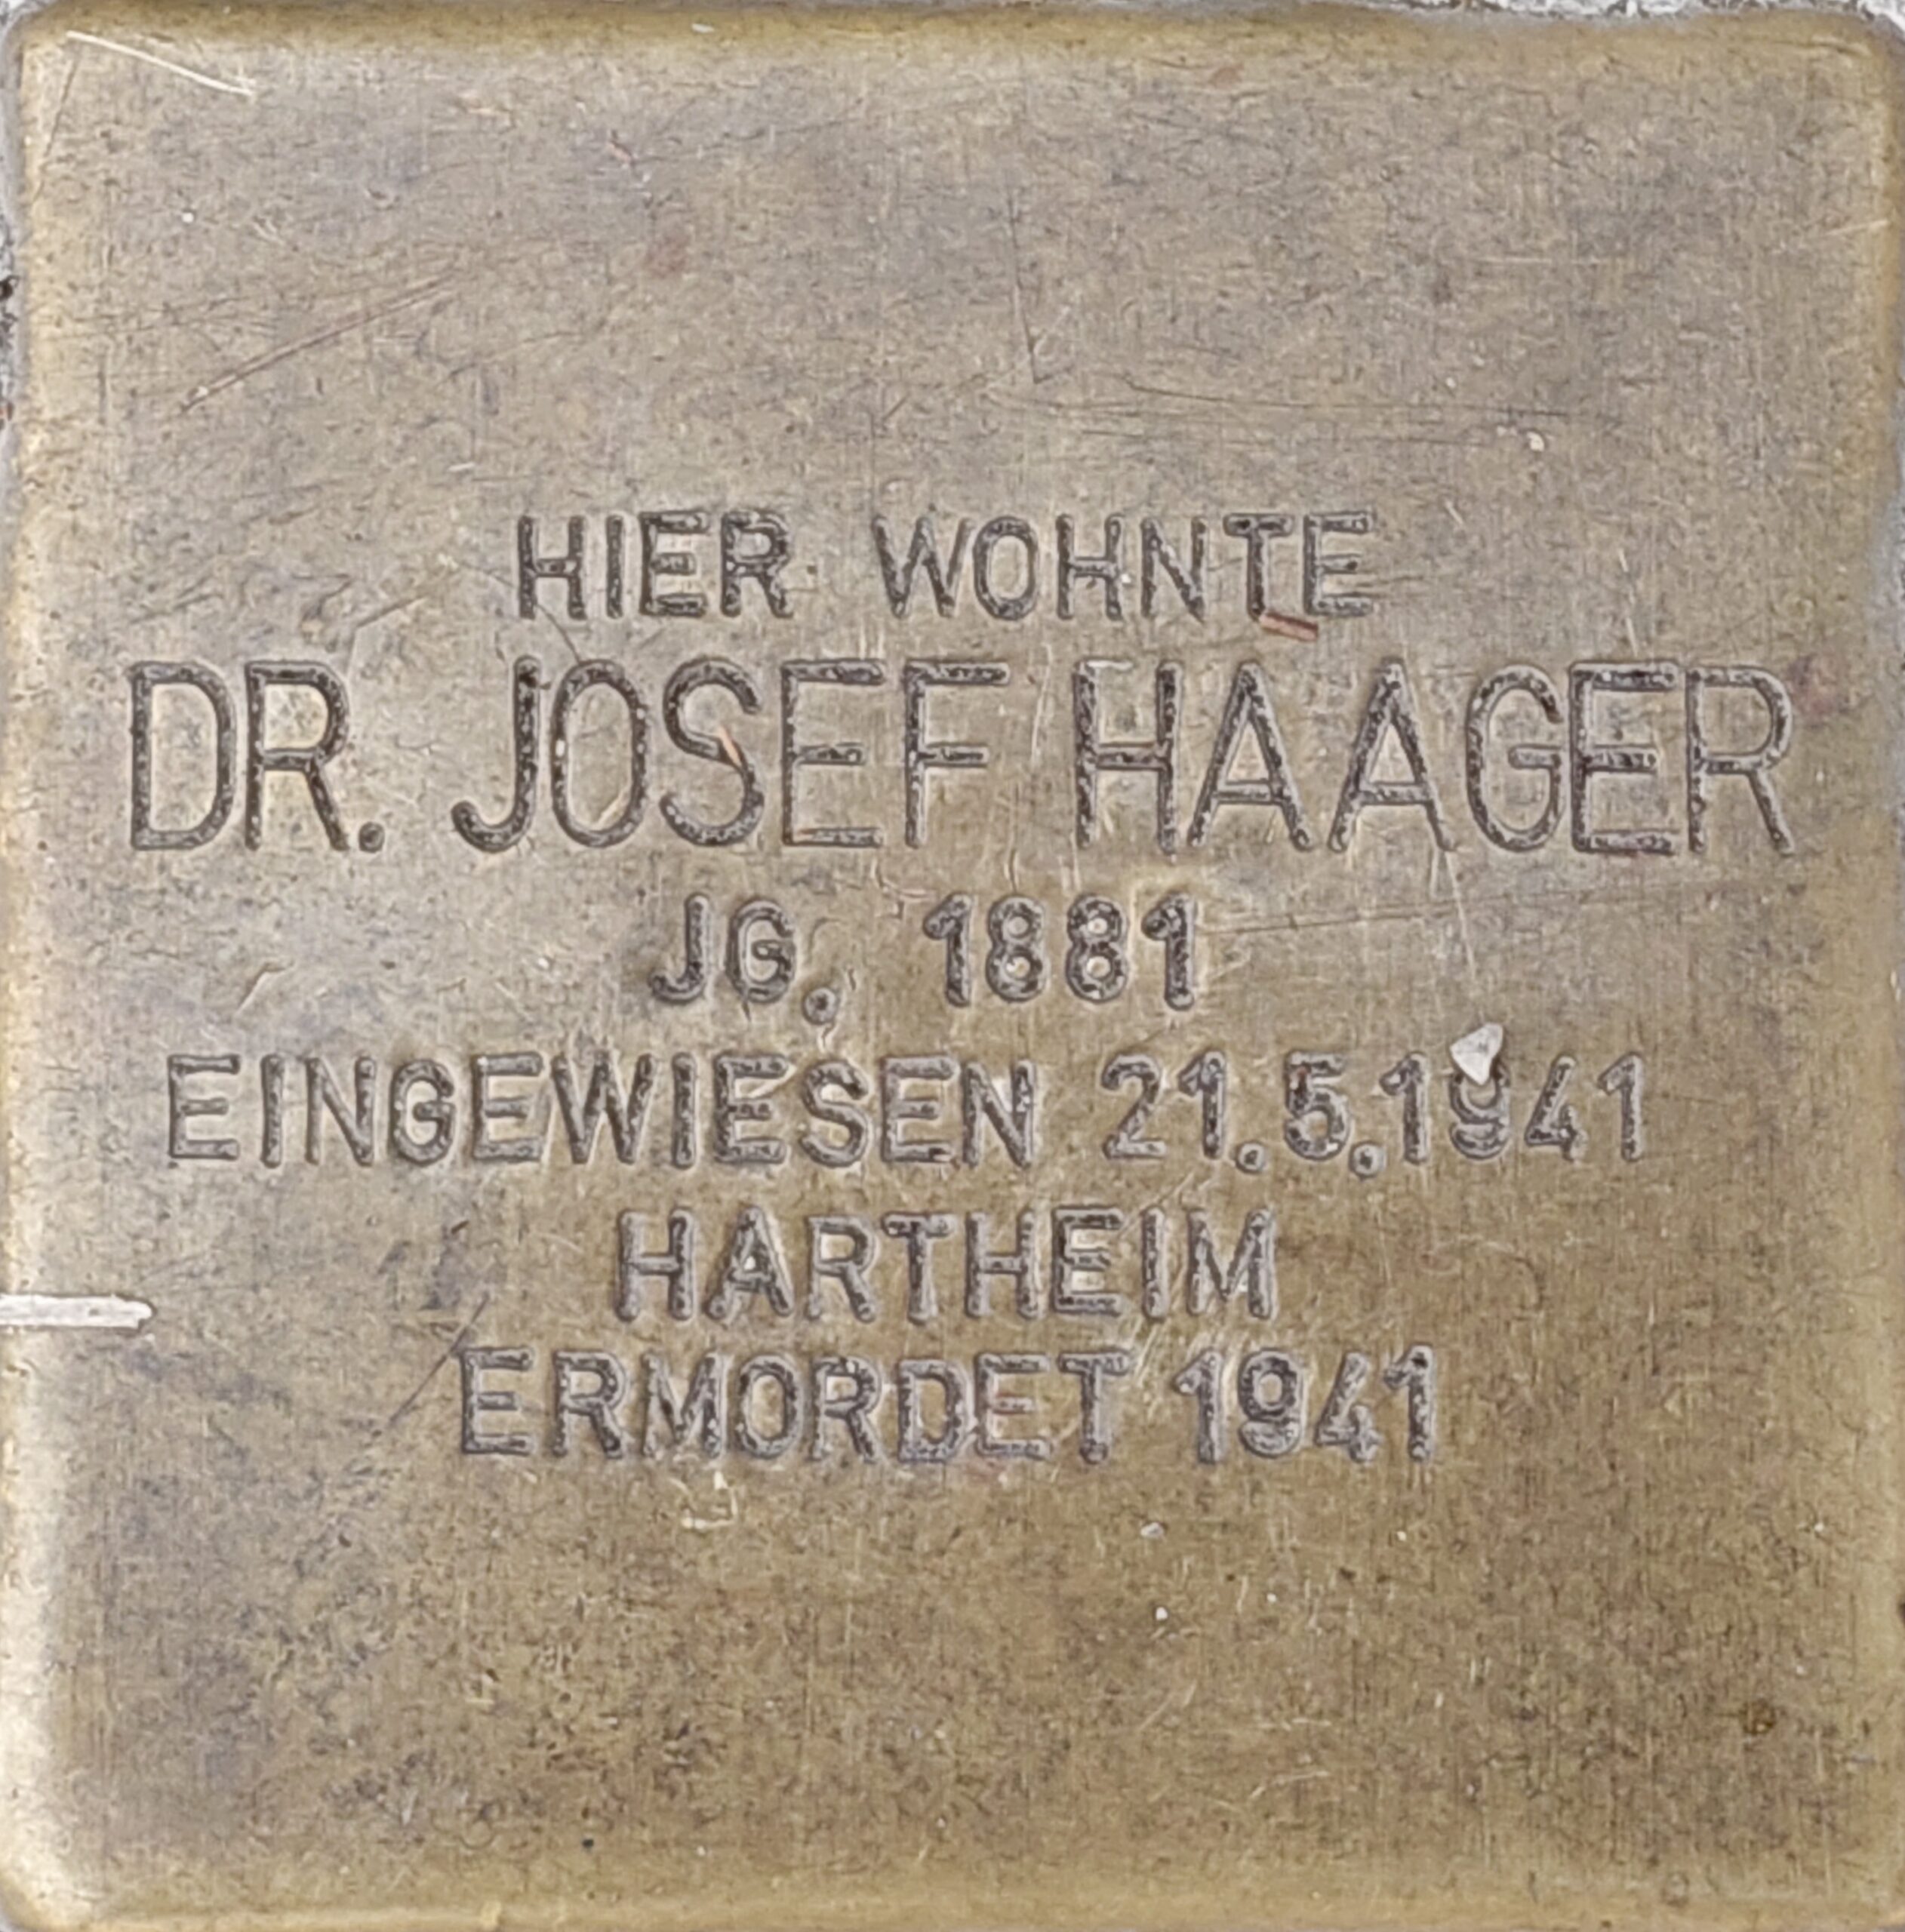 HIER WOHNTE
DR. JOSEF HAAGER
JG. 1881
EINGEWIESEN 21.5.1941
HARTHEIM
ERMORDET 1941